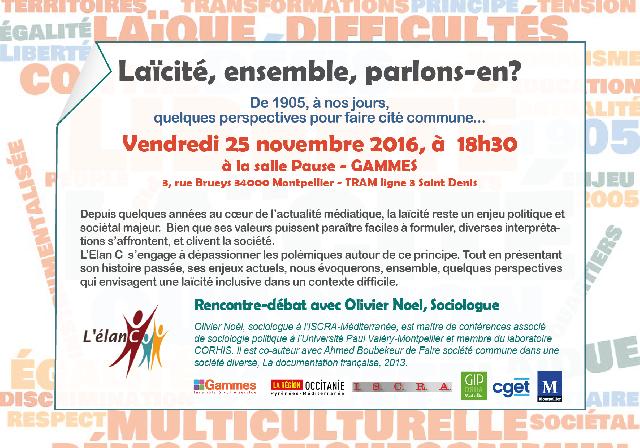 TERRITOIRES
TRANSFORMATIONS
PRINCIPE
TENSION
ÉGALITÉ
LAÏQUE
DIFFICULTÉS
LIBERTÉ
Laïcité, ensemble, parlons-en?
De 1905, à nos jours,
quelques perspectives pour faire cité commune...
Vendredi 25 novembre 2016, à 18h30
à la salle Pause - GAMMES
3, rue Brueys 34000 Montpellier - TRAM ligne 3 Saint Denis
1905
ENJEU
2005
Depuis quelques années au cœur de l'actualité médiatique, la laïcité reste un enjeu politique et
sociétal majeur. Bien que ses valeurs puissent paraître faciles à formuler, diverses interpréta-
tions s'affrontent, et clivent la société.
L'Elan C s'engage à dépassionner les polémiques autour de ce principe. Tout en présentant
son histoire passée, ses enjeux actuels, nous évoquerons, ensemble, quelques perspectives
qui envisagent une laïcité inclusive dans un contexte difficile.
L'élanC
Rencontre-débat avec Olivier Noel, Sociologue
Olivier Noël, sociologue à l'ISCRA-Méditerranée, est maître de conférences associé
de sociologie politique à l'Université Paul Valéry-Montpellier et membre du laboratoire
CORHIS. Il est co-auteur avec Ahmed Boubekeur de Faire société commune dans une
société diverse, La documentation française, 2013.
Gammes
LA RÉGION OCCITANIE
Pyrénées-Méditerranée
I.S.C.R.A.
GIP
cget
M
Montpellier
RESPECT
MULTICULTUREL
SOCIÉTAL